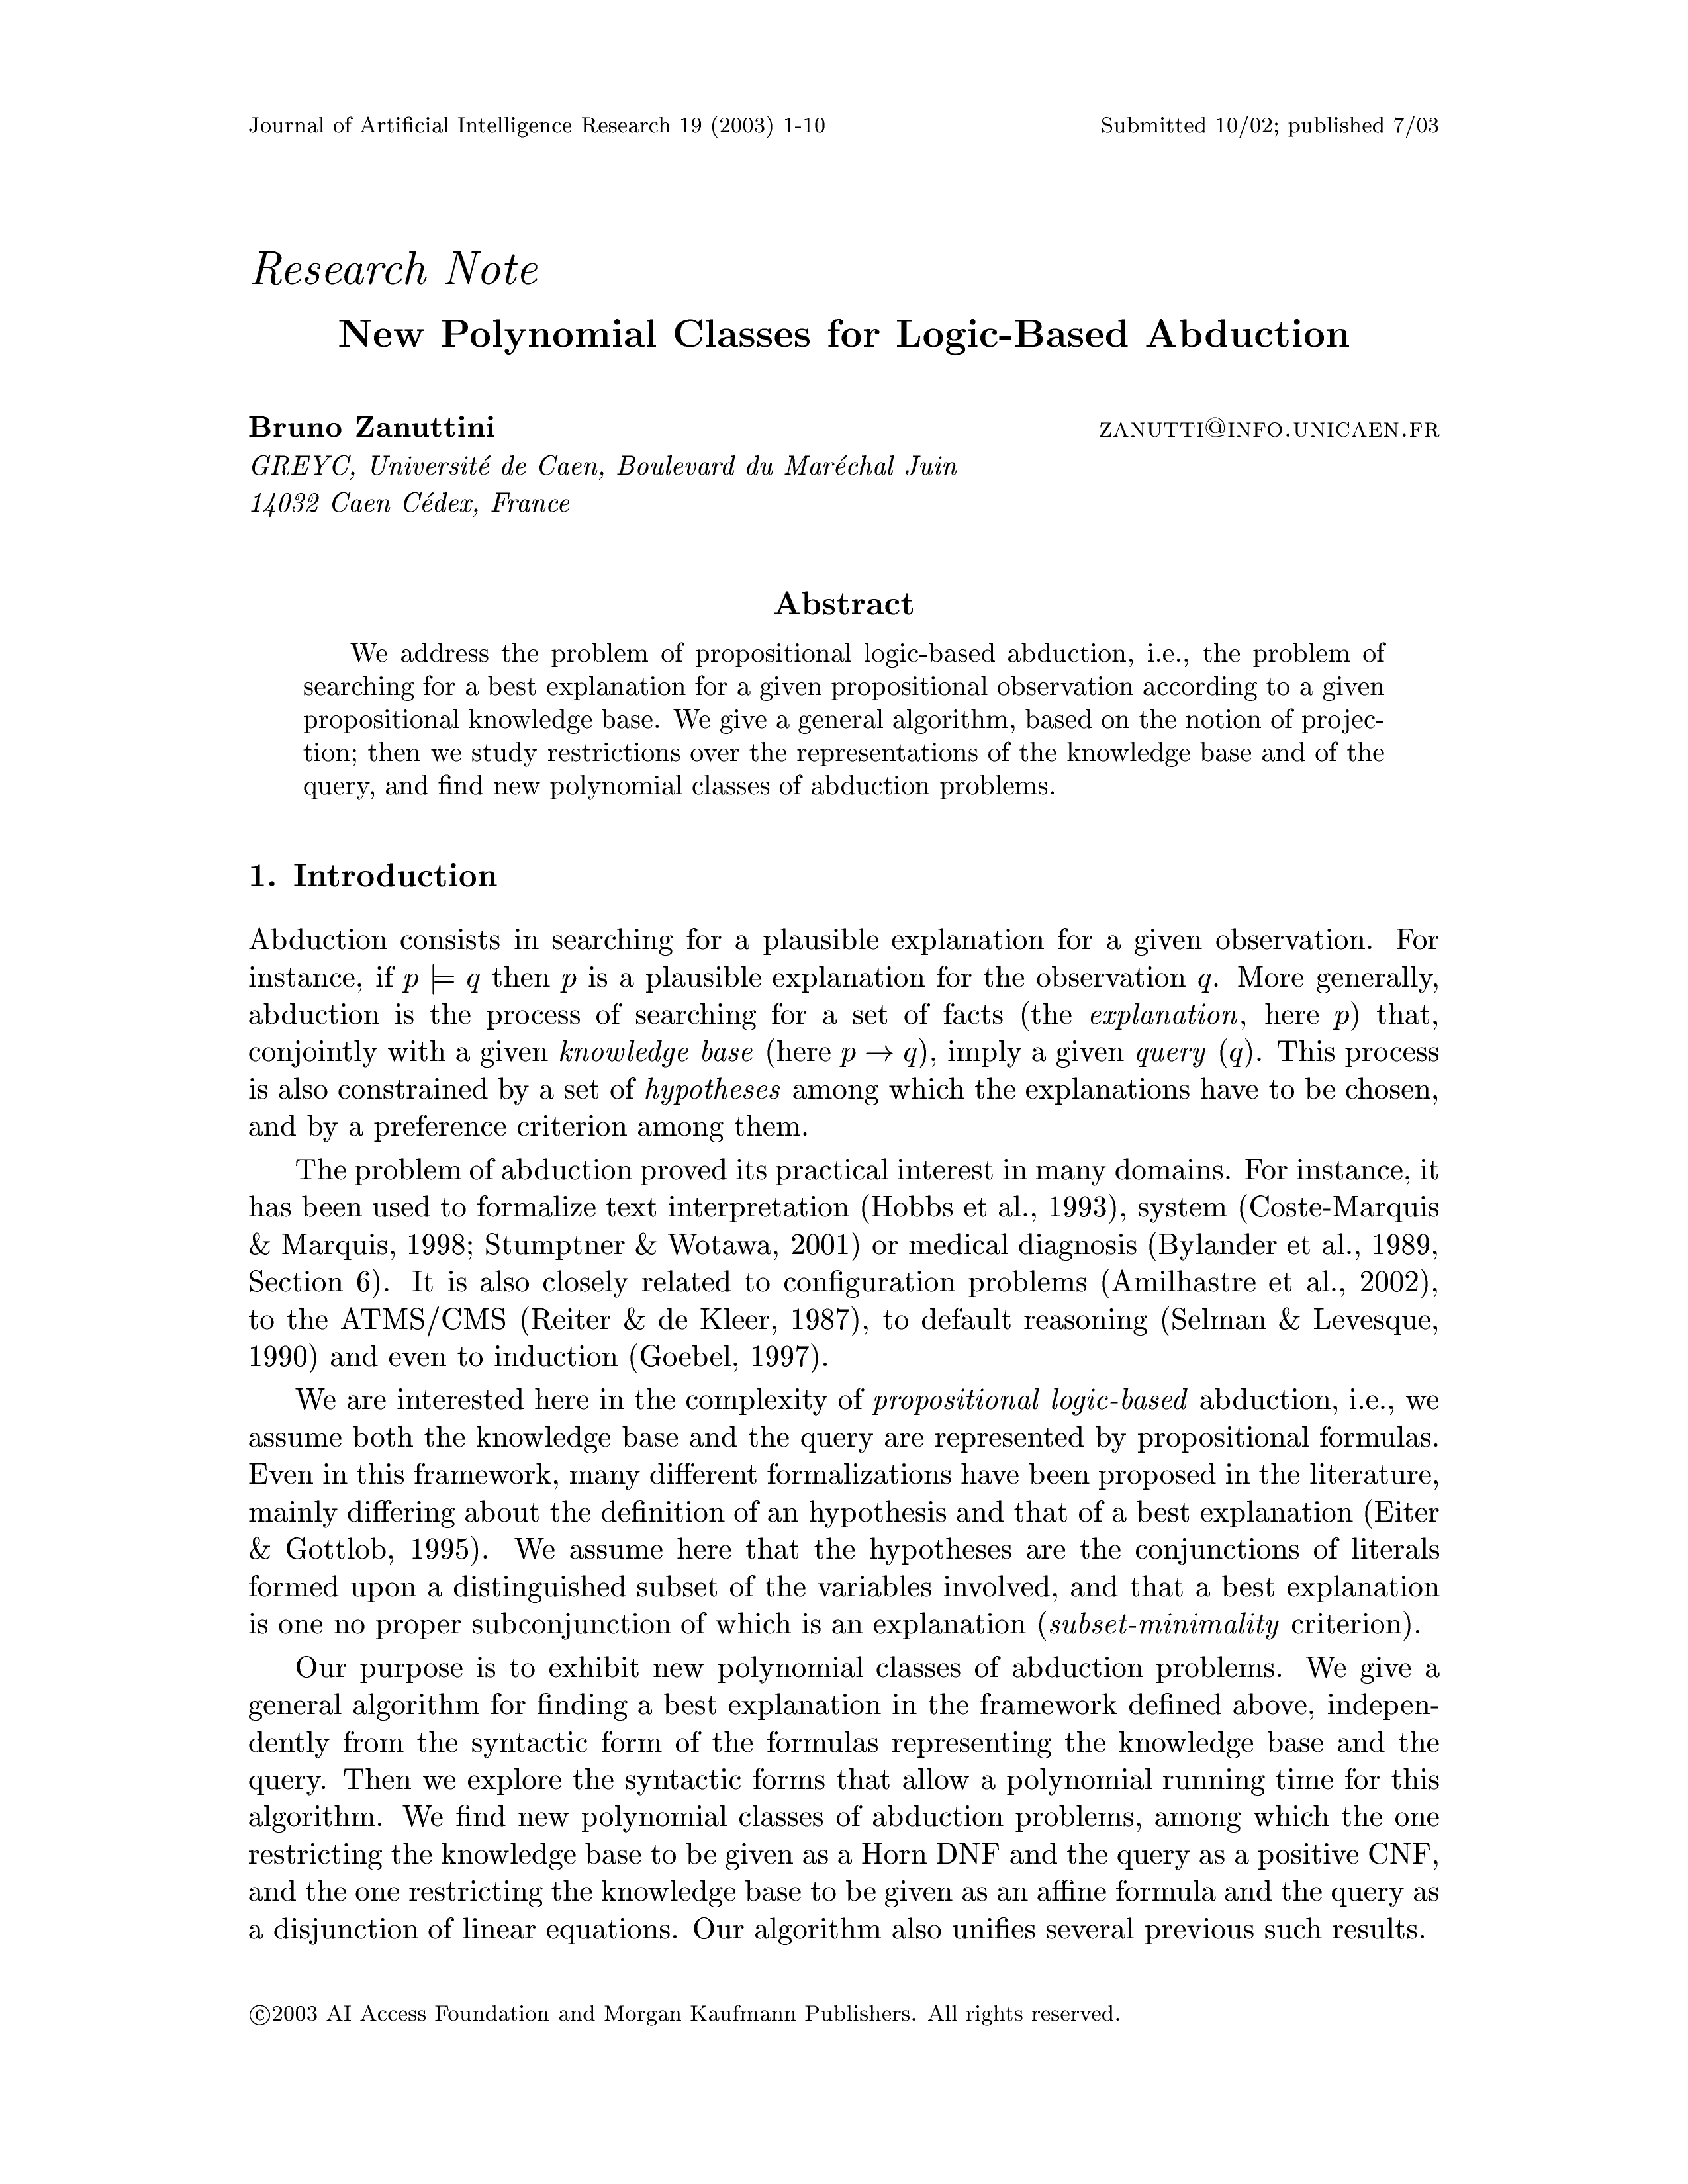 Journal of Artificial Intelligence Research 19 (2003) 1-10
Submitted 10/02; published 7/03
Research Note
New Polynomial Classes for Logic-Based Abduction
Bruno Zanuttini
ZANUTTI@INFO.UNICAEN.FR
GREYC, Université de Caen, Boulevard du Maréchal Juin
14032 Caen Cédex, France
Abstract
We address the problem of propositional logic-based abduction, i.e., the problem of
searching for a best explanation for a given propositional observation according to a given
propositional knowledge base. We give a general algorithm, based on the notion of projec-
tion; then we study restrictions over the representations of the knowledge base and of the
query, and find new polynomial classes of abduction problems.
1. Introduction
Abduction consists in searching for a plausible explanation for a given observation. For
instance, if p ⊨ q then p is a plausible explanation for the observation q. More generally,
abduction is the process of searching for a set of facts (the explanation, here p) that,
conjointly with a given knowledge base (here p → q), imply a given query (q). This process
is also constrained by a set of hypotheses among which the explanations have to be chosen,
and by a preference criterion among them.
The problem of abduction proved its practical interest in many domains. For instance, it
has been used to formalize text interpretation (Hobbs et al., 1993), system (Coste-Marquis
& Marquis, 1998; Stumptner & Wotawa, 2001) or medical diagnosis (Bylander et al., 1989,
Section 6). It is also closely related to configuration problems (Amilhastre et al., 2002),
to the ATMS/CMS (Reiter & de Kleer, 1987), to default reasoning (Selman & Levesque,
1990) and even to induction (Goebel, 1997).
We are interested here in the complexity of propositional logic-based abduction, i.e., we
assume both the knowledge base and the query are represented by propositional formulas.
Even in this framework, many different formalizations have been proposed in the literature,
mainly differing about the definition of an hypothesis and that of a best explanation (Eiter
& Gottlob, 1995). We assume here that the hypotheses are the conjunctions of literals
formed upon a distinguished subset of the variables involved, and that a best explanation
is one no proper subconjunction of which is an explanation (subset-minimality criterion).
Our purpose is to exhibit new polynomial classes of abduction problems. We give a
general algorithm for finding a best explanation in the framework defined above, indepen-
dently from the syntactic form of the formulas representing the knowledge base and the
query. Then we explore the syntactic forms that allow a polynomial running time for this
algorithm. We find new polynomial classes of abduction problems, among which the one
restricting the knowledge base to be given as a Horn DNF and the query as a positive CNF,
and the one restricting the knowledge base to be given as an affine formula and the query as
a disjunction of linear equations. Our algorithm also unifies several previous such results.
©2003 AI Access Foundation and Morgan Kaufmann Publishers. All rights reserved.